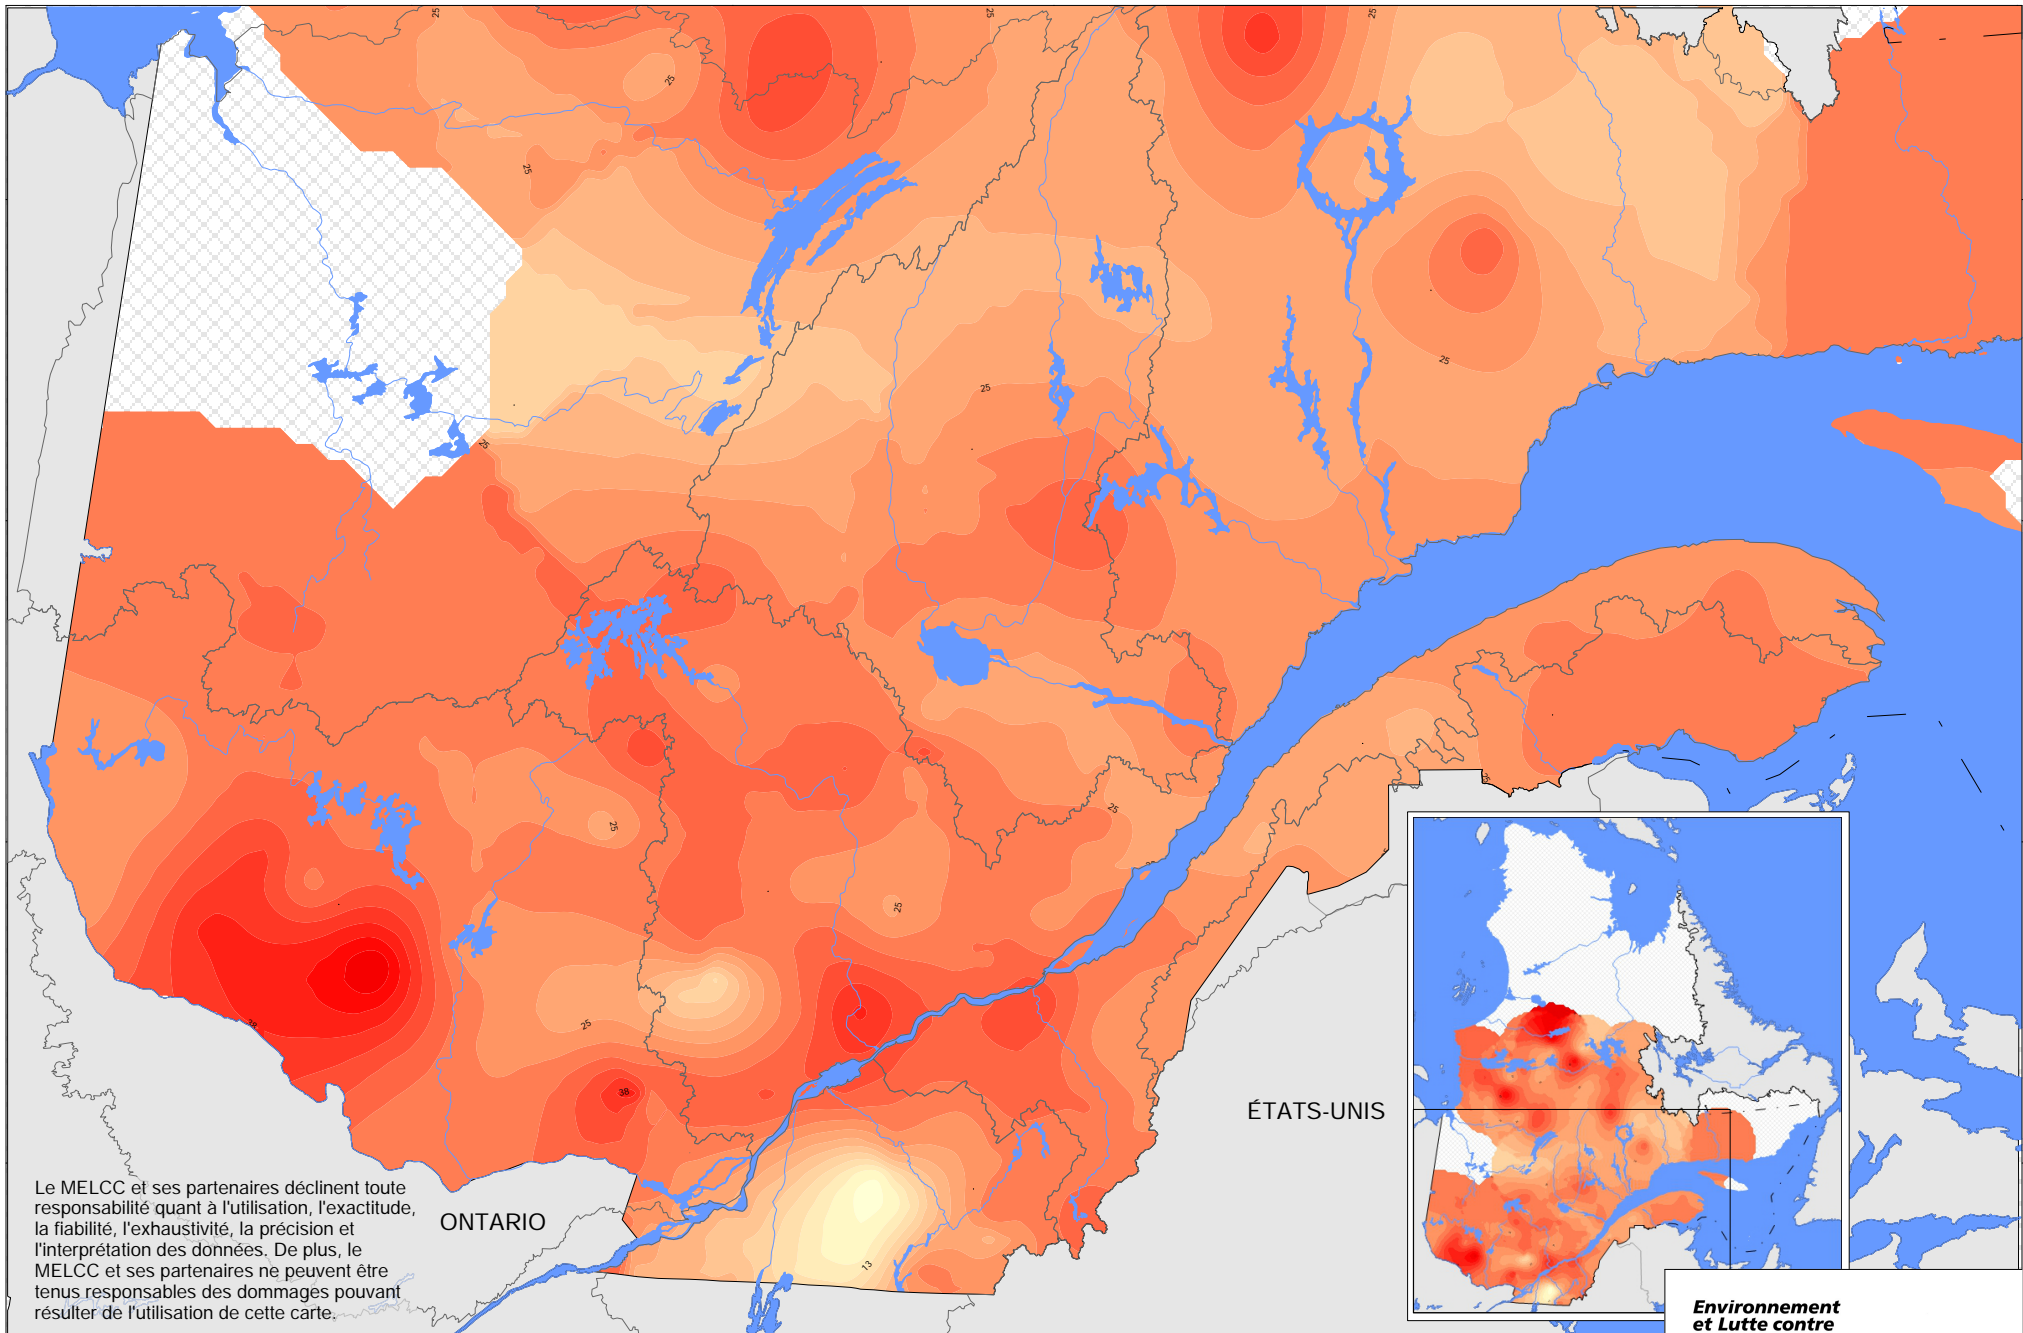 25
25
25
25
25
25
25
25
25
25
25
25
25
38
38
13
ÉTATS-UNIS
ONTARIO
Le MELCC et ses partenaires déclinent toute
responsabilité quant à l'utilisation, l'exactitude,
la fiabilité, l'exhaustivité, la précision et
l'interprétation des données. De plus, le
MELCC et ses partenaires ne peuvent être
tenus responsables des dommages pouvant
résulter de l'utilisation de cette carte.
Environnement
et Lutte contre